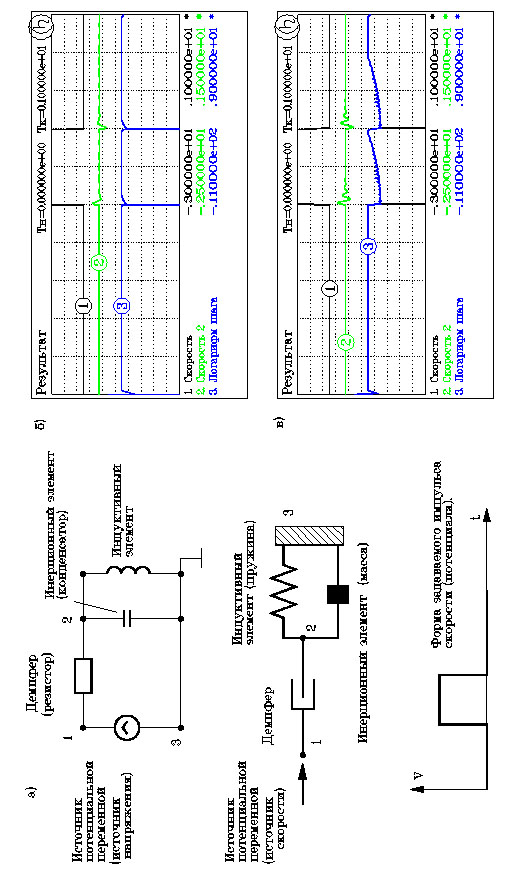 а)
Источник
потенциальной
переменной
(источник
напряжения)
1
Демпфер
(резистор)
2
Инерционный элемент
(конденсатор)
Индуктивный
элемент
3
Источник
потенциальной
переменной
(источник
скорости)
Демпфер
1
Индуктивный
элемент (пружина)
2
3
Инерционный элемент (масса)
v
Форма задаваемого импульса
скорости (потенциала).
t
б)
Результат
Тн=0.000000e+00
Тк=0.100000e+01
h
1
2
3
1 Скорость -.300000e+01 .100000e+01 *
2 Скорость 2 -.250000e+01 .150000e+01 *
3 Логарифм шага -.110000e+02 .900000e+01 *
в)
Результат
Тн=0.000000e+00
Тк=0.100000e+01
h
1
2
3
1 Скорость -.300000e+01 .100000e+01 *
2 Скорость 2 -.250000e+01 .150000e+01 *
3 Логарифм шага -.110000e+02 .900000e+01 *